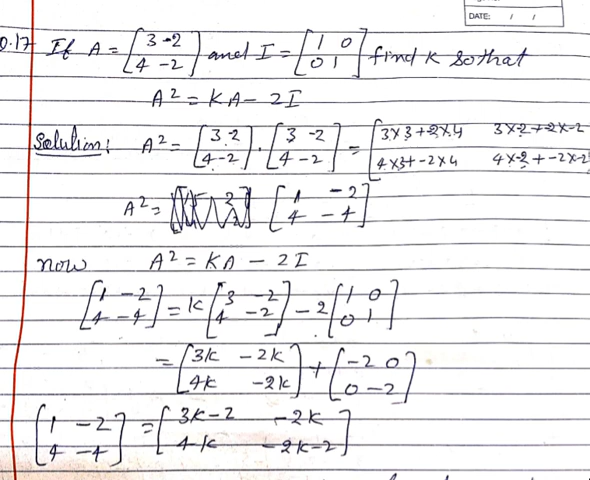 DATE: / /
Q.17 If A = [3 -2 4 -2] and I = [1 0 0 1] find K so that
A² = KA - 2I
Solution: A² = [3 -2 4 -2] · [3 -2 4 -2] = [3×3+-2×4 3×-2+-2×-2 4×3+-2×4 4×-2+-2×-2
A² = [1 -2 4 -4]
now A² = KA - 2I
[1 -2 4 -4] = K [3 -2 4 -2] - 2 [1 0 0 1]
= [3K -2K 4K -2K] + [-2 0 0 -2]
[1 -2 4 -4] = [3K-2 -2K 4K -2K-2]